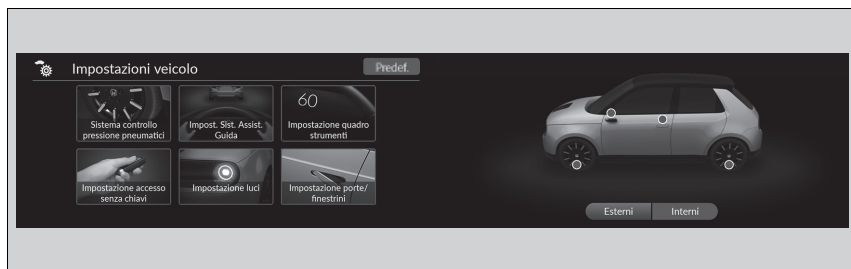 Impostazioni veicolo
Predef.
Sistema controllo
pressione pneumatici
Impost. Sist. Assist.
Guida
60
Impostazione quadro
strumenti
Impostazione accesso
senza chiavi
Impostazione luci
Impostazione porte/
finestrini
Esterni
Interni